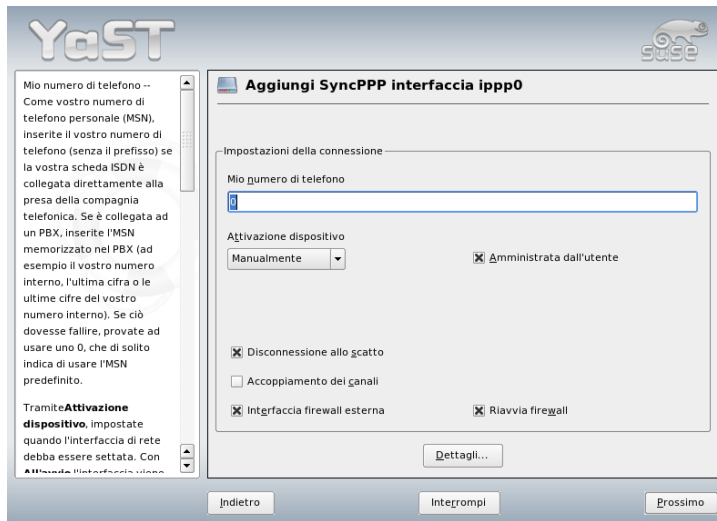 YaST
suse
Mio numero di telefono --
Come vostro numero di
telefono personale (MSN),
inserite il vostro numero di
telefono (senza il prefisso) se
la vostra scheda ISDN è
collegata direttamente alla
presa della compagnia
telefonica. Se è collegata ad
un PBX, inserite l'MSN
memorizzato nel PBX (ad
esempio il vostro numero
interno, l'ultima cifra o le
ultime cifre del vostro
numero interno). Se ciò
dovesse fallire, provate ad
usare uno 0, che di solito
indica di usare l'MSN
predefinito.
TramiteAttivazione
dispositivo, impostate
quando l'interfaccia di rete
debba essere settata. Con
All'avvio l'interfaccia viene
Aggiungi SyncPPP interfaccia ippp0
Impostazioni della connessione
Mio numero di telefono
0
Attivazione dispositivo
Manualmente
Amministrata dall'utente
Disconnessione allo scatto
Accoppiamento dei canali
Interfaccia firewall esterna
Riavvia firewall
Dettagli...
Indietro
Interrompi
Prossimo